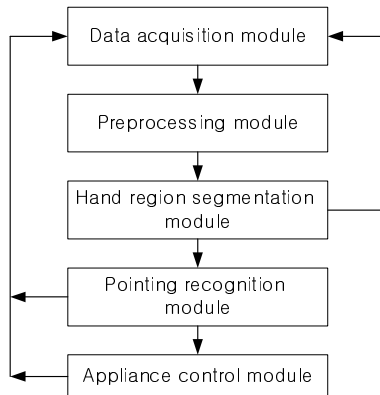 Data acquisition module
Preprocessing module
Hand region segmentation
module
Pointing recognition
module
Appliance control module